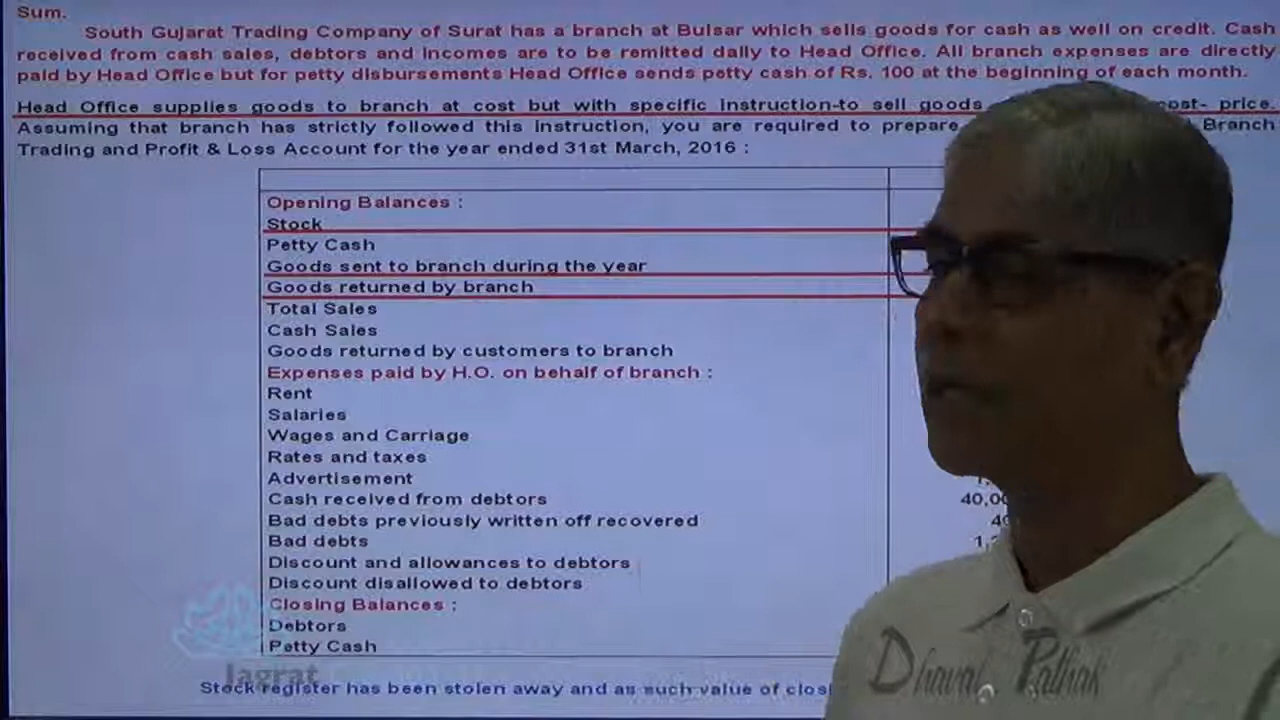 Sum.
South Gujarat Trading Company of Surat has a branch at Bulsar which sells goods for cash as well on credit. Cash
received from cash sales, debtors and incomes are to be remitted daily to Head Office. All branch expenses are directly
paid by Head Office but for petty disbursements Head Office sends petty cash of Rs. 100 at the beginning of each month.
Head Office supplies goods to branch at cost but with specific instruction-to sell goods price.
Assuming that branch has strictly followed this instruction, you are required to prepare Branch
Trading and Profit & Loss Account for the year ended 31st March, 2016 :
Opening Balances :
Stock
Petty Cash
Goods sent to branch during the year
Goods returned by branch
Total Sales
Cash Sales
Goods returned by customers to branch
Expenses paid by H.O. on behalf of branch :
Rent
Salaries
Wages and Carriage
Rates and taxes
Advertisement
Cash received from debtors
Bad debts previously written off recovered
Bad debts
Discount and allowances to debtors
Discount disallowed to debtors
Closing Balances :
Debtors
Petty Cash
Jagrat
Stock register has been stolen away and as such value of
Dhaval Pathak